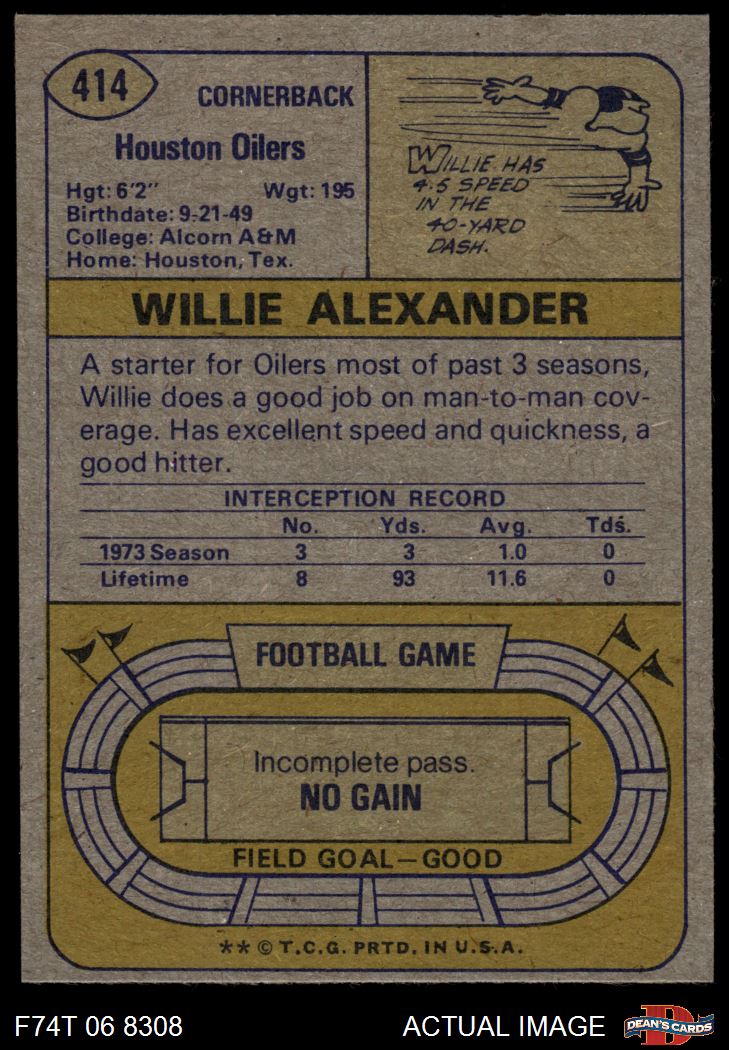 414
CORNERBACK
Houston Oilers
Hgt: 6'2" Wgt: 195
Birthdate: 9-21-49
College: Alcorn A&M
Home: Houston, Tex.
WILLIE HAS
4.5 SPEED
IN THE
40-YARD
DASH.
WILLIE ALEXANDER
A starter for Oilers most of past 3 seasons,
Willie does a good job on man-to-man cov-
erage. Has excellent speed and quickness, a
good hitter.
INTERCEPTION RECORD
No. Yds. Avg. Tds.
1973 Season 3 3 1.0 0
Lifetime 8 93 11.6 0
FOOTBALL GAME
Incomplete pass.
NO GAIN
FIELD GOAL—GOOD
** © T.C.G. PRTD. IN U.S.A.
F74T 06 8308 ACTUAL IMAGE
D
DEAN'S CARDS